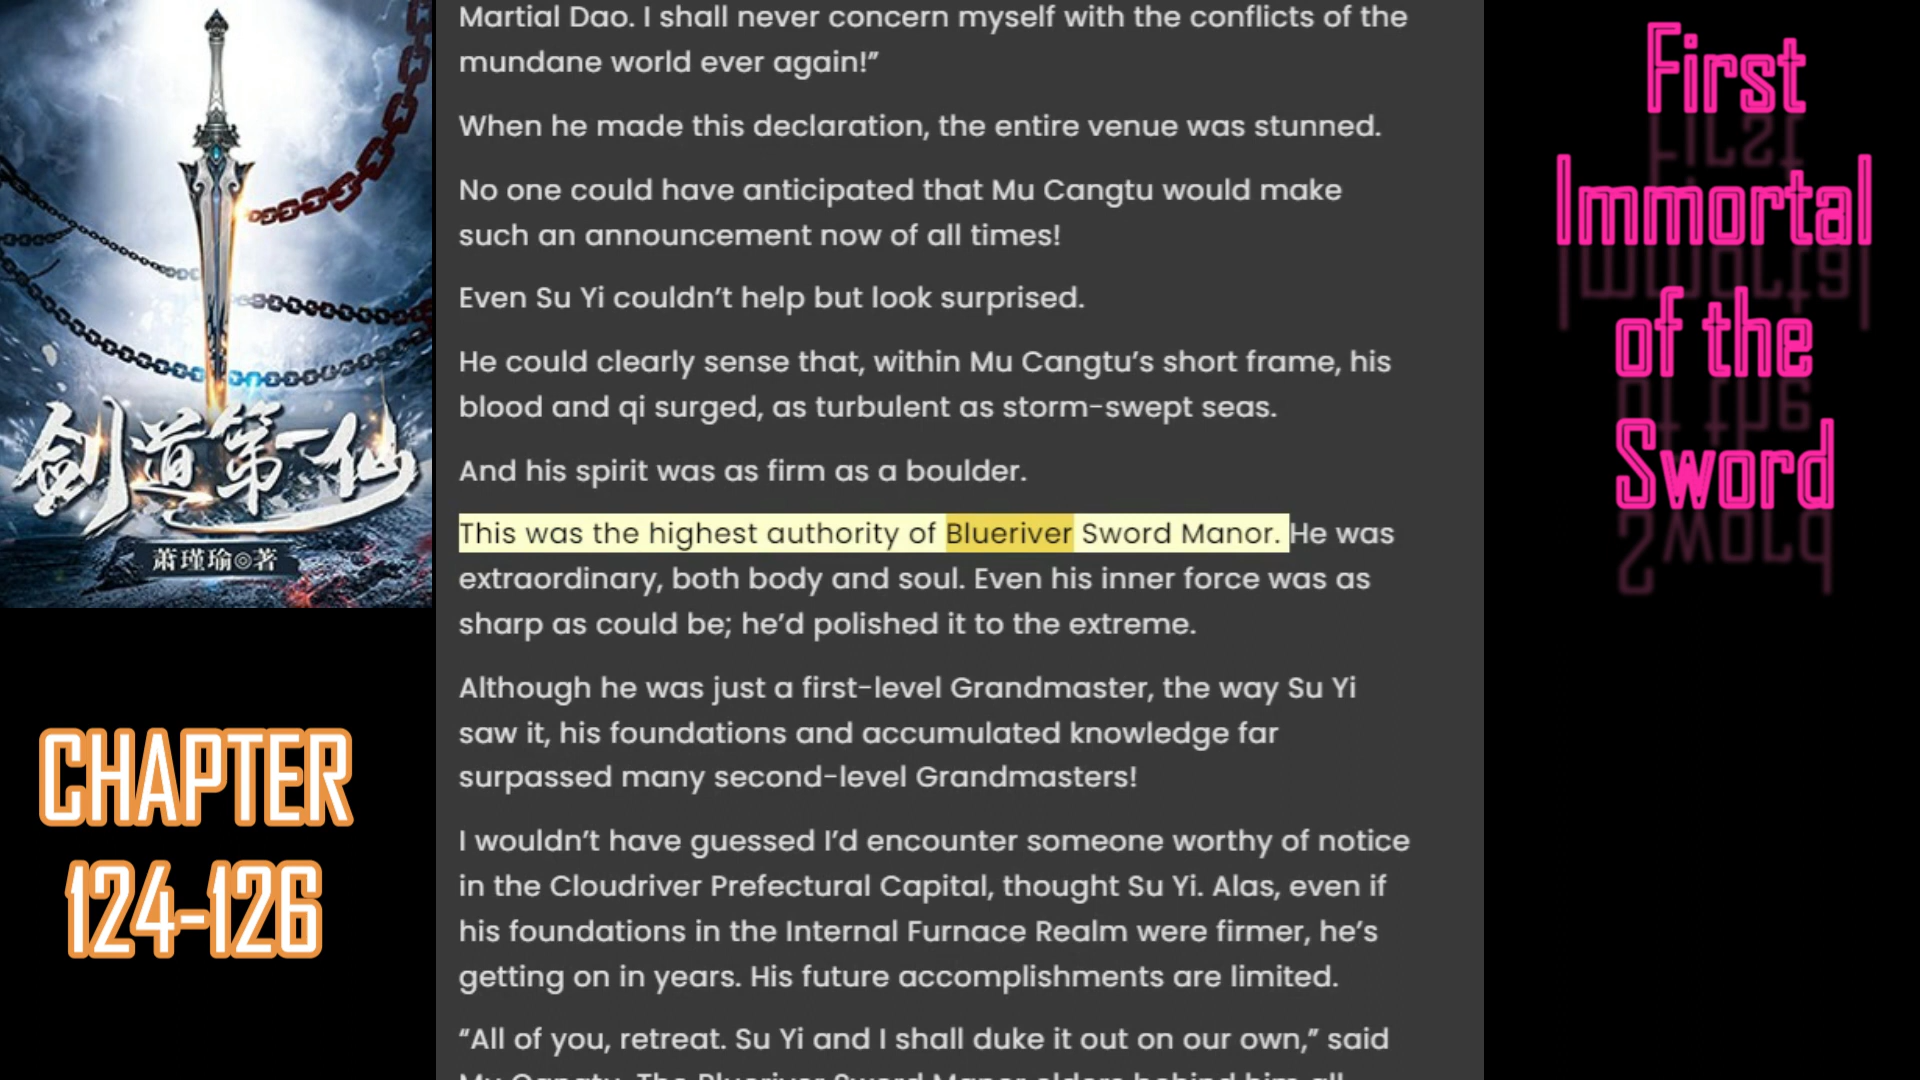 剑道第一仙
萧瑾瑜◎著
CHAPTER
124-126
Martial Dao. I shall never concern myself with the conflicts of the
mundane world ever again!”
When he made this declaration, the entire venue was stunned.
No one could have anticipated that Mu Cangtu would make
such an announcement now of all times!
Even Su Yi couldn’t help but look surprised.
He could clearly sense that, within Mu Cangtu’s short frame, his
blood and qi surged, as turbulent as storm-swept seas.
And his spirit was as firm as a boulder.
This was the highest authority of Blueriver Sword Manor. He was
extraordinary, both body and soul. Even his inner force was as
sharp as could be; he’d polished it to the extreme.
Although he was just a first-level Grandmaster, the way Su Yi
saw it, his foundations and accumulated knowledge far
surpassed many second-level Grandmasters!
I wouldn’t have guessed I’d encounter someone worthy of notice
in the Cloudriver Prefectural Capital, thought Su Yi. Alas, even if
his foundations in the Internal Furnace Realm were firmer, he’s
getting on in years. His future accomplishments are limited.
“All of you, retreat. Su Yi and I shall duke it out on our own,” said
Mu Cangtu. The Blueriver Sword Manor elders behind him all
First
Immortal
of the
Sword